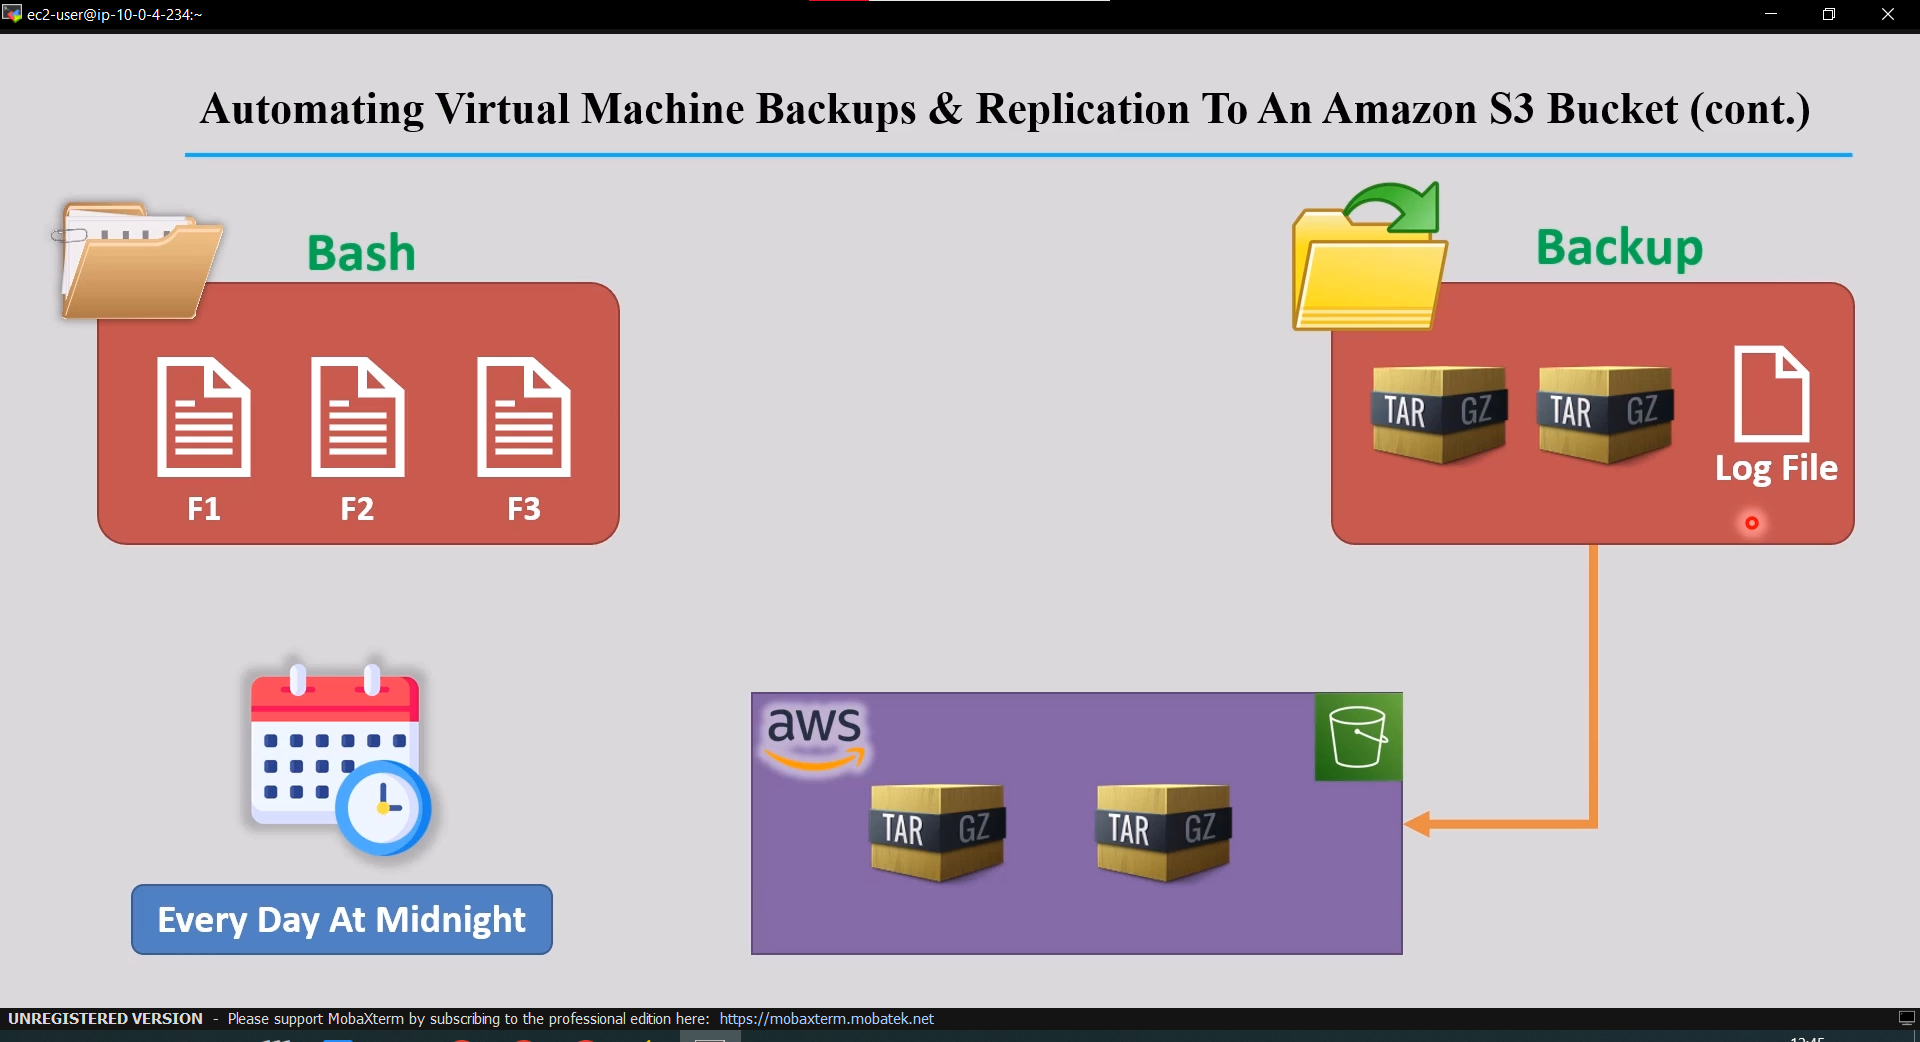 ec2-user@ip-10-0-4-234:~
Automating Virtual Machine Backups & Replication To An Amazon S3 Bucket (cont.)
Bash
Backup
F1
F2
F3
TAR GZ
TAR GZ
Log File
aws
TAR GZ
TAR GZ
Every Day At Midnight
UNREGISTERED VERSION - Please support MobaXterm by subscribing to the professional edition here: https://mobaxterm.mobatek.net